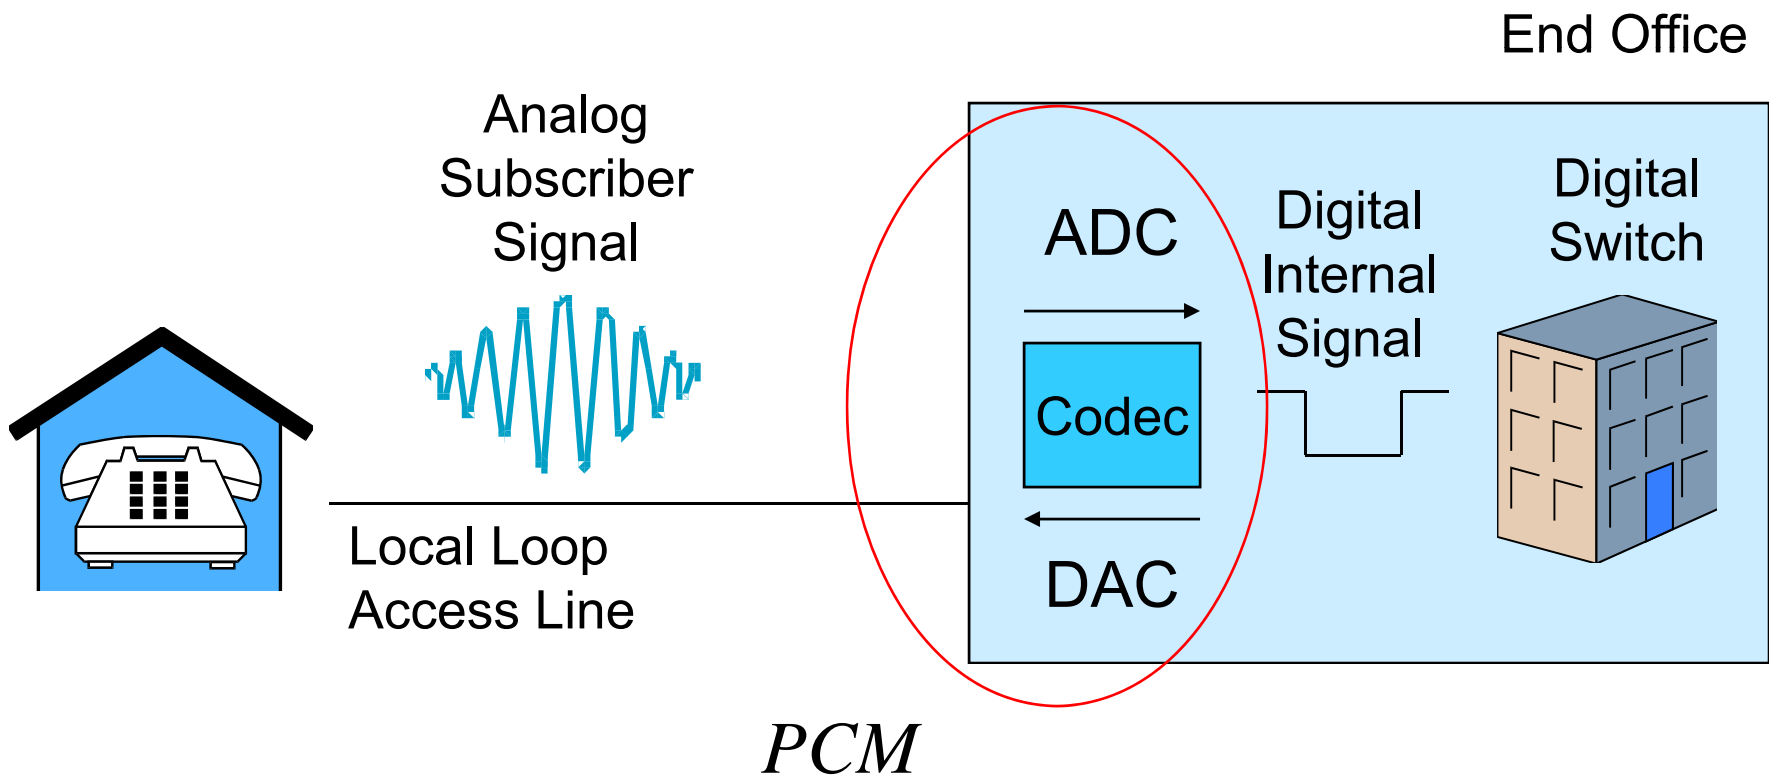 End Office
Analog
Subscriber
Signal
ADC
Digital
Internal
Signal
Digital
Switch
Codec
DAC
Local Loop
Access Line
PCM